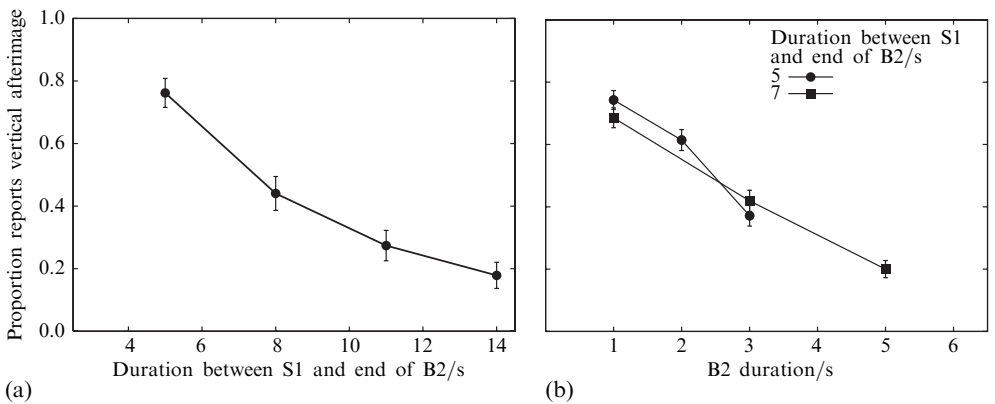 Proportion reports vertical afterimage
1.0
0.8
0.6
0.4
0.2
0.0
4 6 8 10 12 14
Duration between S1 and end of B2/s
(a)
Duration between S1
and end of B2/s
5
7
1 2 3 4 5 6
B2 duration/s
(b)